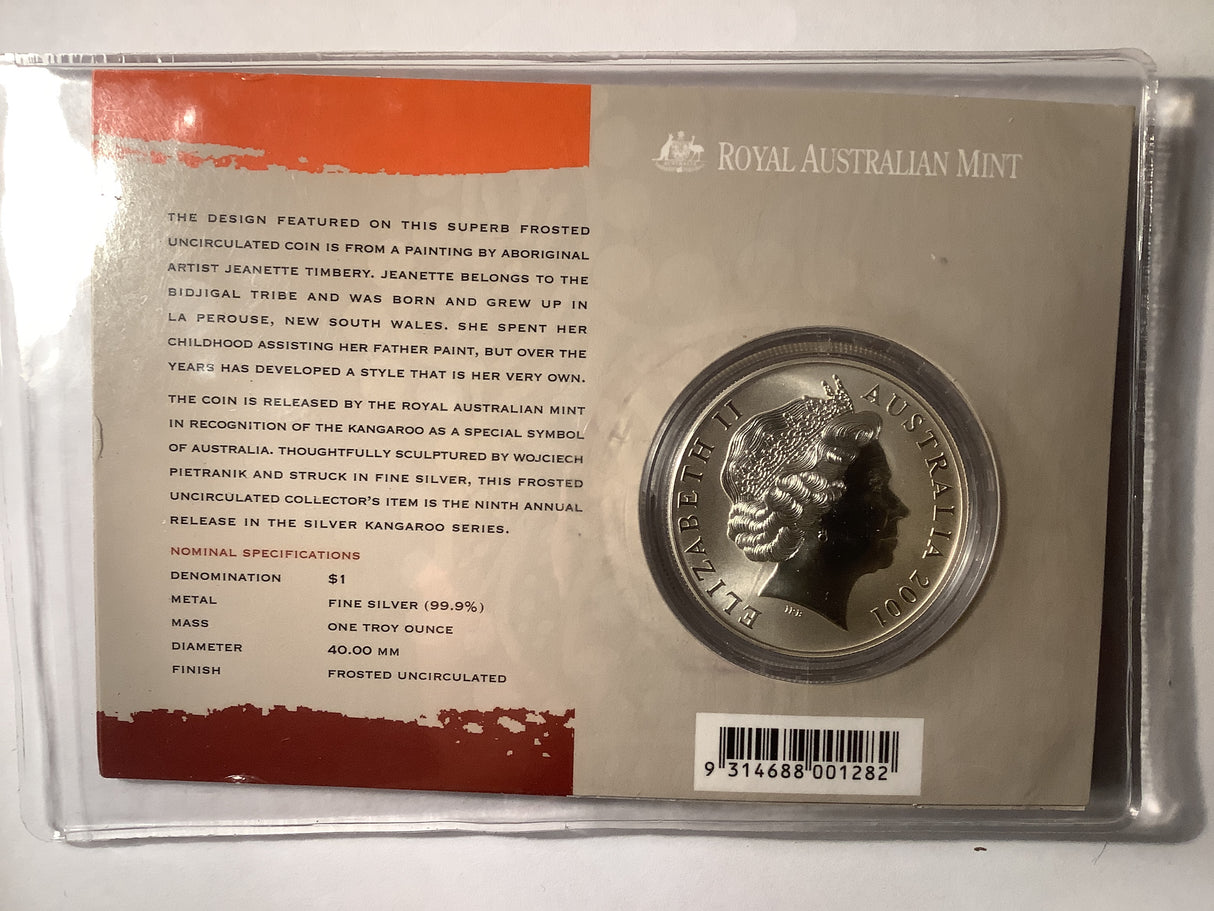 THE DESIGN FEATURED ON THIS SUPERB FROSTED
UNCIRCULATED COIN IS FROM A PAINTING BY ABORIGINAL
ARTIST JEANETTE TIMBERY. JEANETTE BELONGS TO THE
BIDJIGAL TRIBE AND WAS BORN AND GREW UP IN
LA PEROUSE, NEW SOUTH WALES. SHE SPENT HER
CHILDHOOD ASSISTING HER FATHER PAINT, BUT OVER THE
YEARS HAS DEVELOPED A STYLE THAT IS HER VERY OWN.
THE COIN IS RELEASED BY THE ROYAL AUSTRALIAN MINT
IN RECOGNITION OF THE KANGAROO AS A SPECIAL SYMBOL
OF AUSTRALIA. THOUGHTFULLY SCULPTURED BY WOJCIECH
PIETRANIK AND STRUCK IN FINE SILVER, THIS FROSTED
UNCIRCULATED COLLECTOR'S ITEM IS THE NINTH ANNUAL
RELEASE IN THE SILVER KANGAROO SERIES.
NOMINAL SPECIFICATIONS
DENOMINATION $1
METAL FINE SILVER (99.9%)
MASS ONE TROY OUNCE
DIAMETER 40.00 MM
FINISH FROSTED UNCIRCULATED
ROYAL AUSTRALIAN MINT
ELIZABETH II
AUSTRALIA 2001
IRB
9 314688 001282